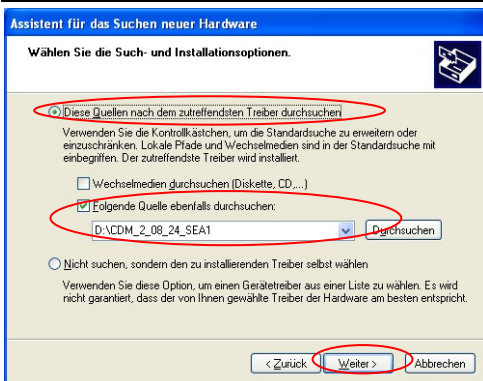 Assistent für das Suchen neuer Hardware
Wählen Sie die Such- und Installationsoptionen.
Diese Quellen nach dem zutreffendsten Treiber durchsuchen
Verwenden Sie die Kontrollkästchen, um die Standardsuche zu erweitern oder
einzuschränken. Lokale Pfade und Wechselmedien sind in der Standardsuche mit
einbegriffen. Der zutreffendste Treiber wird installiert.
Wechselmedien durchsuchen (Diskette, CD,...)
Folgende Quelle ebenfalls durchsuchen:
D:\CDM_2_08_24_SEA1 Durchsuchen
Nicht suchen, sondern den zu installierenden Treiber selbst wählen
Verwenden Sie diese Option, um einen Gerätetreiber aus einer Liste zu wählen. Es wird
nicht garantiert, dass der von Ihnen gewählte Treiber der Hardware am besten entspricht.
< Zurück Weiter > Abbrechen